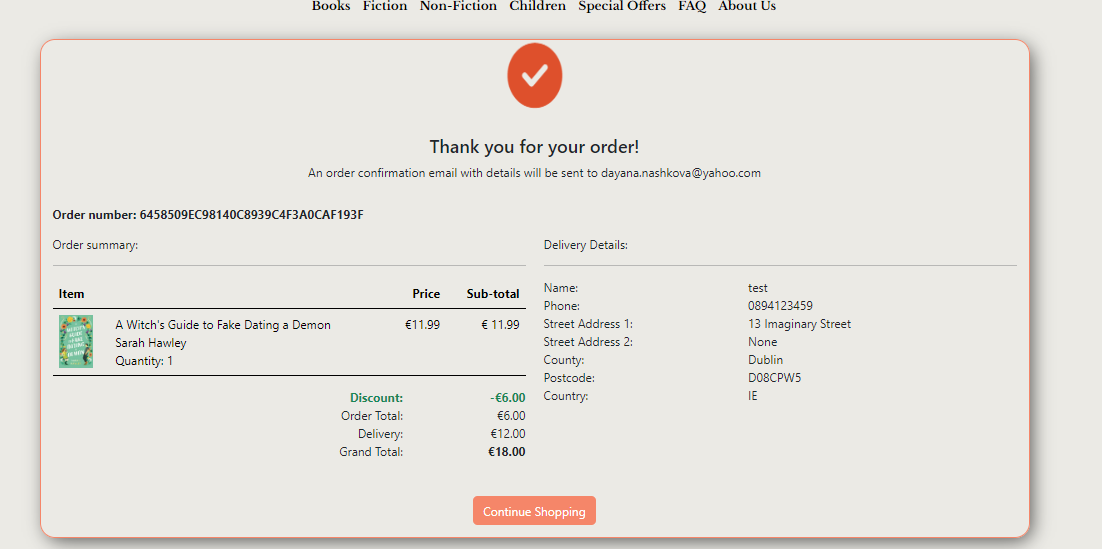 Books Fiction Non-Fiction Children Special Offers FAQ About Us
Thank you for your order!
An order confirmation email with details will be sent to dayana.nashkova@yahoo.com
Order number: 6458509EC98140C8939C4F3A0CAF193F
Order summary:
Item Price Sub-total
A Witch's Guide to Fake Dating a Demon €11.99 € 11.99
Sarah Hawley
Quantity: 1
Discount: -€6.00
Order Total: €6.00
Delivery: €12.00
Grand Total: €18.00
Delivery Details:
Name: test
Phone: 0894123459
Street Address 1: 13 Imaginary Street
Street Address 2: None
County: Dublin
Postcode: D08CPW5
Country: IE
Continue Shopping